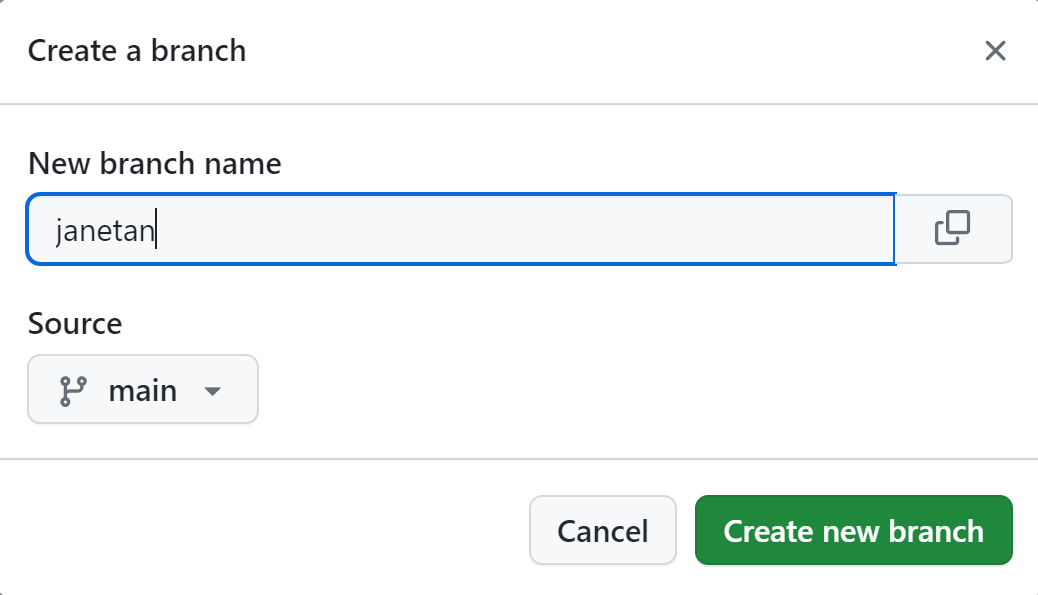 Create a branch
New branch name
janetan
Source
main
Cancel
Create new branch